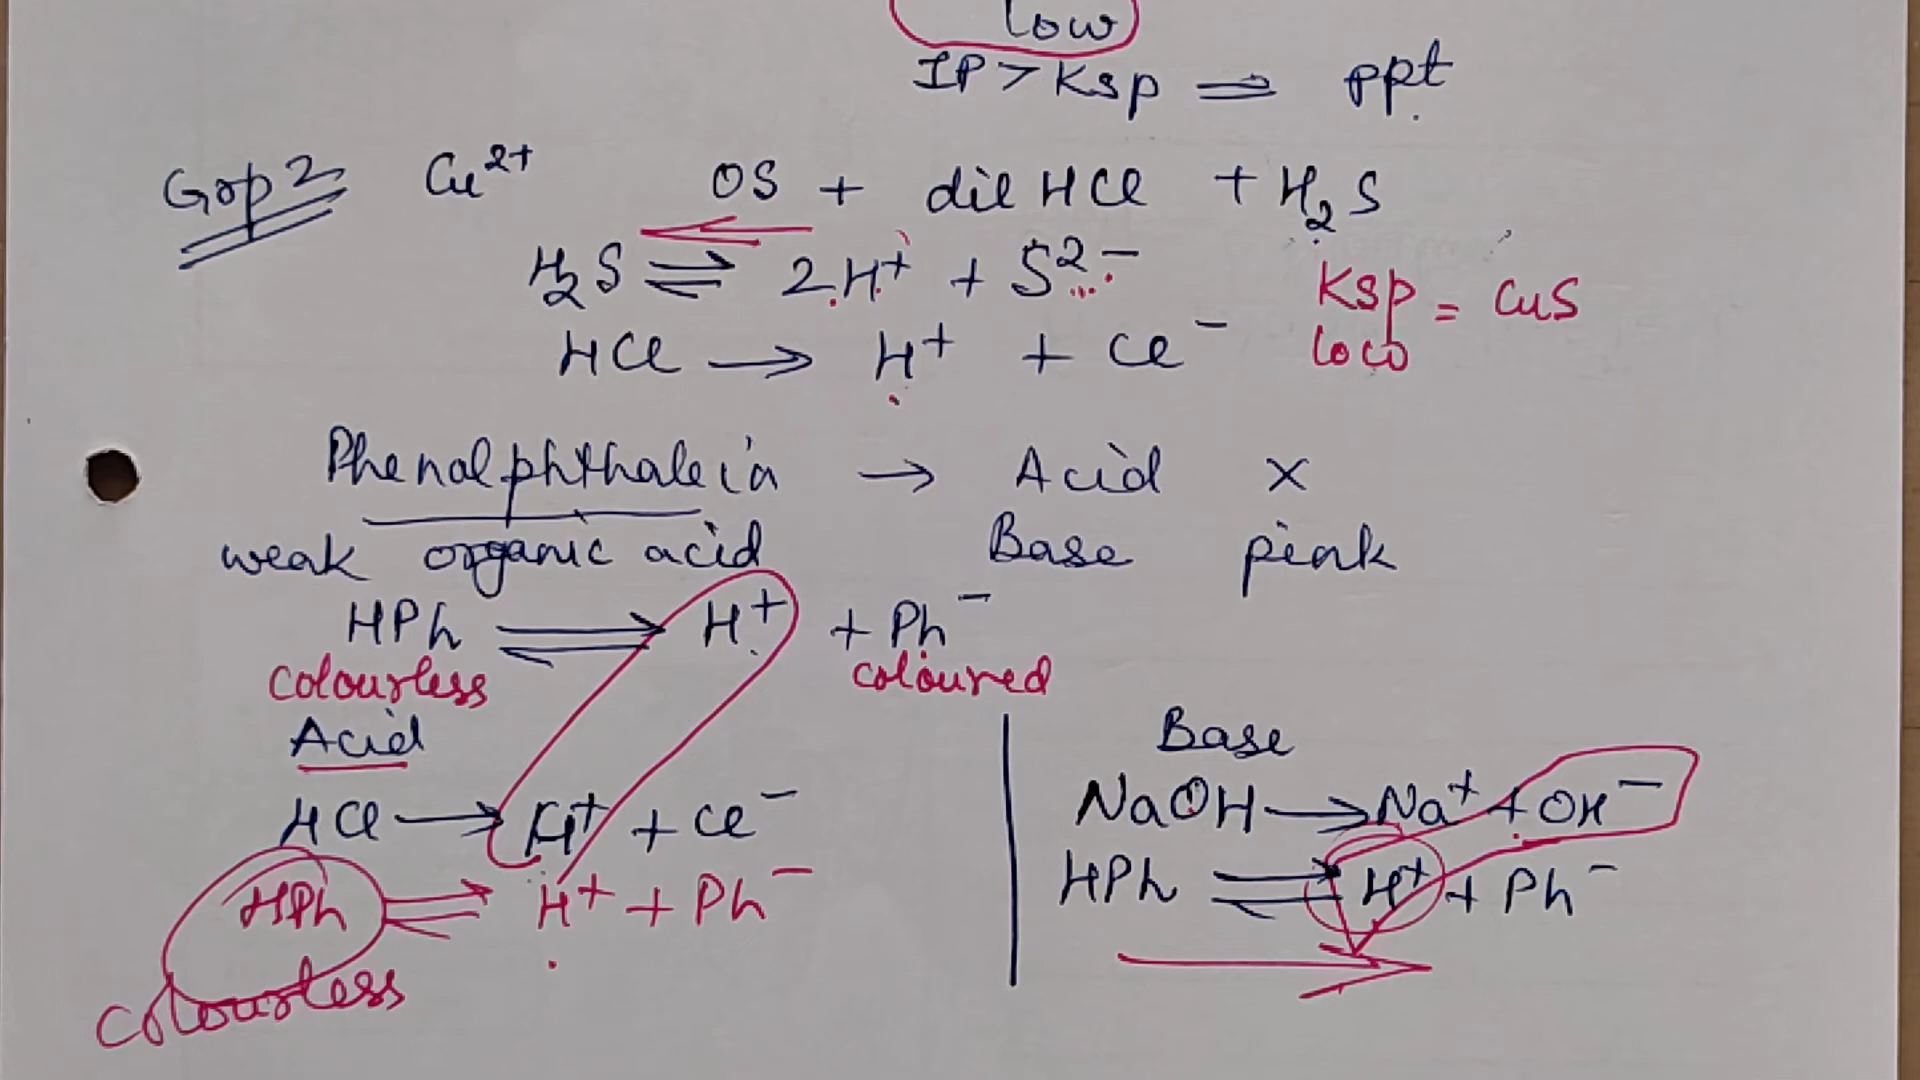 low
IP > Ksp ⇒ ppt
Grp 2 Cu²⁺ OS + dil HCl + H₂S
H₂S ⇌ 2H⁺ + S²⁻ Ksp = CuS
HCl → H⁺ + Cl⁻ low
Phenalphthalein → Acid ×
weak organic acid Base pink
HPh ⇌ H⁺ + Ph⁻
Colourless coloured
Acid
HCl → H⁺ + Cl⁻
HPh ⇌ H⁺ + Ph⁻
Colourless
Base
NaOH → Na⁺ + OH⁻
HPh ⇌ H⁺ + Ph⁻